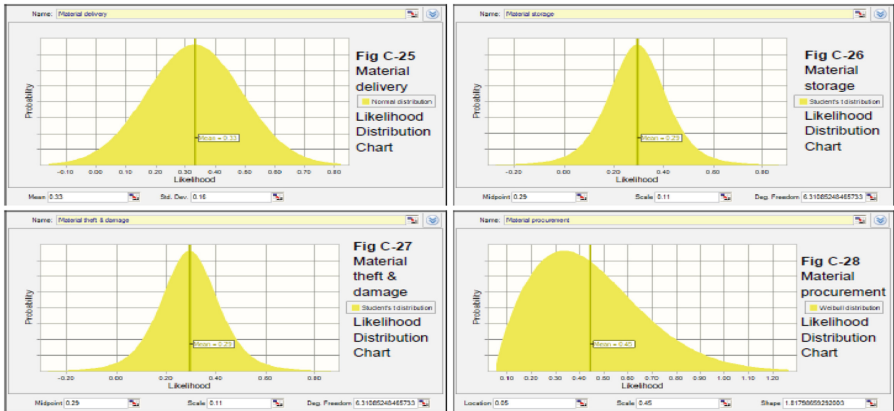 Name: Material delivery
Probability
Mean = 0.33
-0.10 0.00 0.10 0.20 0.30 0.40 0.50 0.60 0.70 0.80
Likelihood
Mean 0.33 Std. Dev. 0.16
Fig C-25
Material
delivery
Normal distribution
Likelihood
Distribution
Chart
Name: Material storage
Probability
Mean = 0.29
-0.20 0.00 0.20 0.40 0.60 0.80
Likelihood
Midpoint 0.29 Scale 0.11 Deg. Freedom 6.31085248465733
Fig C-26
Material
storage
Student's t distribution
Likelihood
Distribution
Chart
Name: Material theft & damage
Probability
Mean = 0.29
-0.20 0.00 0.20 0.40 0.60 0.80
Likelihood
Midpoint 0.29 Scale 0.11 Deg. Freedom 6.31085248465733
Fig C-27
Material
theft &
damage
Student's t distribution
Likelihood
Distribution
Chart
Name: Material procurement
Probability
Mean = 0.45
0.10 0.20 0.30 0.40 0.50 0.60 0.70 0.80 0.90 1.00 1.10 1.20
Likelihood
Location 0.05 Scale 0.45 Shape
Fig C-28
Material
procurement
Weibull distribution
Likelihood
Distribution
Chart